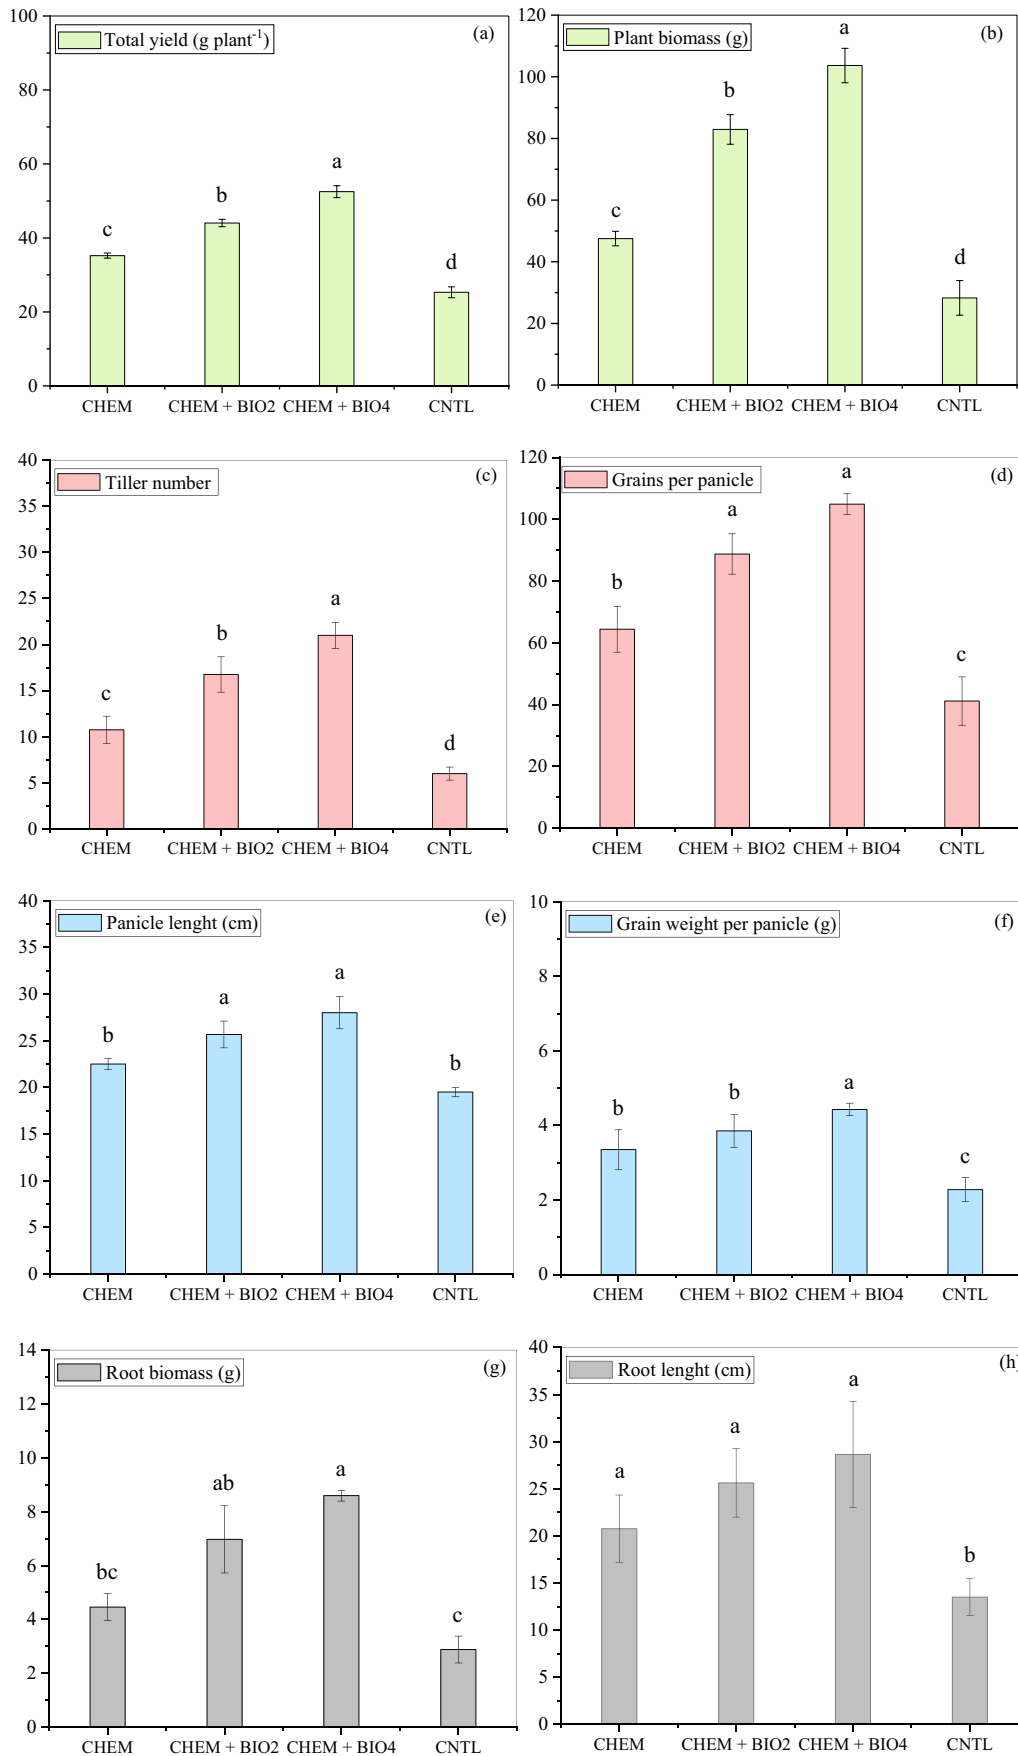 100
80
60
40
20
0
Total yield (g plant⁻¹)
(a)
c
b
a
d
CHEM
CHEM + BIO2
CHEM + BIO4
CNTL
120
100
80
60
40
20
0
Plant biomass (g)
(b)
c
b
a
d
CHEM
CHEM + BIO2
CHEM + BIO4
CNTL
40
35
30
25
20
15
10
5
0
Tiller number
(c)
c
b
a
d
CHEM
CHEM + BIO2
CHEM + BIO4
CNTL
120
100
80
60
40
20
0
Grains per panicle
(d)
b
a
a
c
CHEM
CHEM + BIO2
CHEM + BIO4
CNTL
40
35
30
25
20
15
10
5
0
Panicle lenght (cm)
(e)
b
a
a
b
CHEM
CHEM + BIO2
CHEM + BIO4
CNTL
10
8
6
4
2
0
Grain weight per panicle (g)
(f)
b
b
a
c
CHEM
CHEM + BIO2
CHEM + BIO4
CNTL
14
12
10
8
6
4
2
0
Root biomass (g)
(g)
bc
ab
a
c
CHEM
CHEM + BIO2
CHEM + BIO4
CNTL
40
35
30
25
20
15
10
5
0
Root lenght (cm)
(h)
a
a
a
b
CHEM
CHEM + BIO2
CHEM + BIO4
CNTL